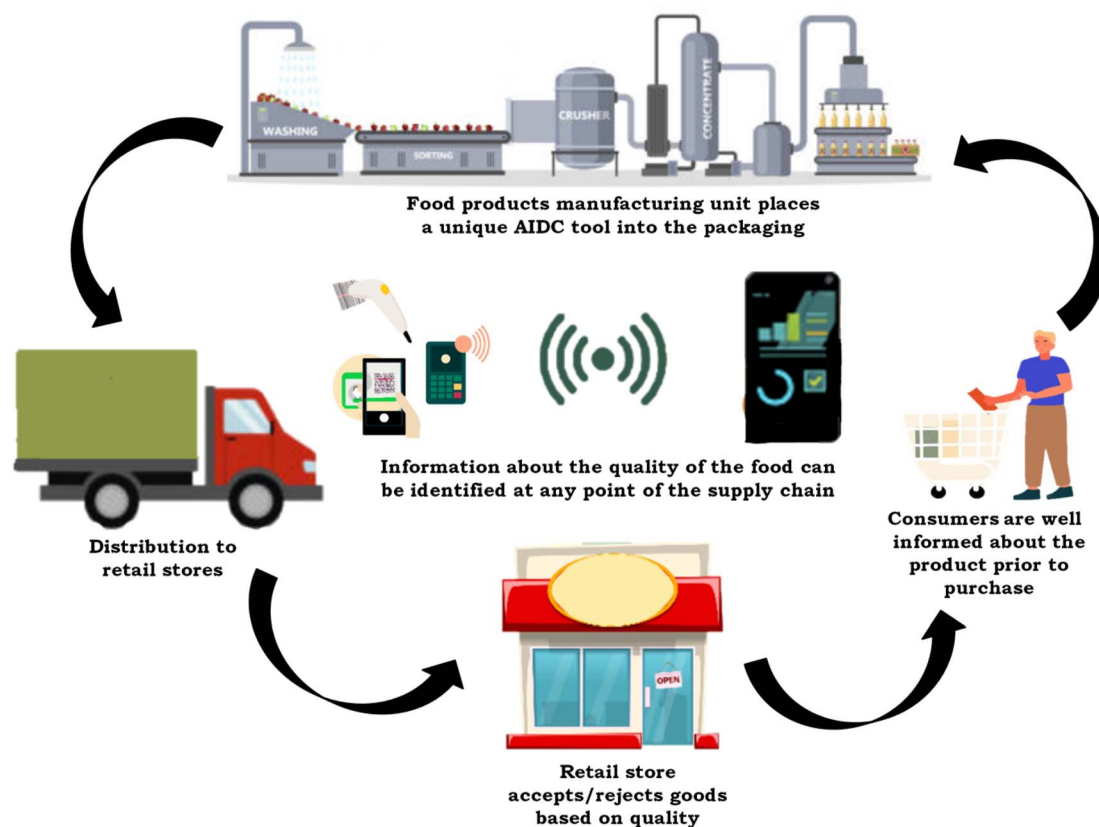 WASHING
SORTING
CRUSHER
CONCENTRATE
Food products manufacturing unit places
a unique AIDC tool into the packaging
Information about the quality of the food can
be identified at any point of the supply chain
Distribution to
retail stores
Consumers are well
informed about the
product prior to
purchase
OPEN
Retail store
accepts/rejects goods
based on quality